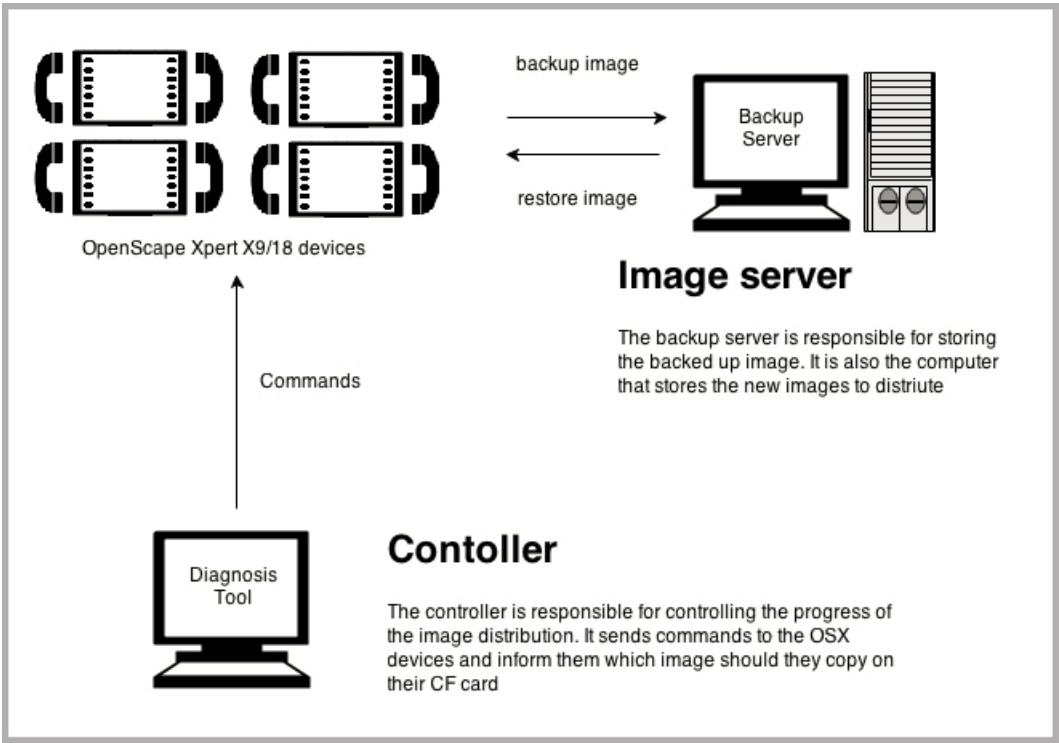 backup image
Backup
Server
restore image
OpenScape Xpert X9/18 devices
Image server
The backup server is responsible for storing
the backed up image. It is also the computer
that stores the new images to distriute
Commands
Contoller
Diagnosis
Tool
The controller is responsible for controlling the progress of
the image distribution. It sends commands to the OSX
devices and inform them which image should they copy on
their CF card